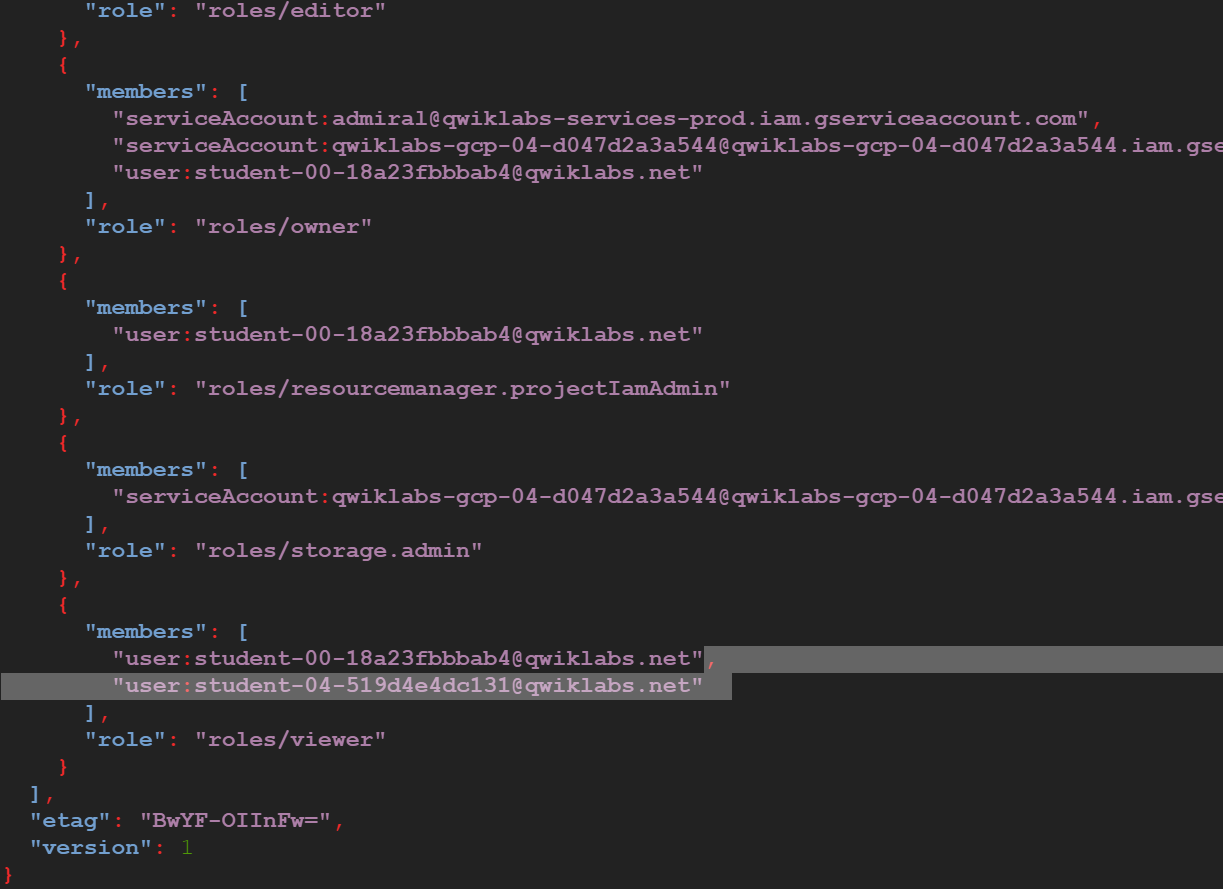 "role": "roles/editor"
},
{
"members": [
"serviceAccount:admiral@qwiklabs-services-prod.iam.gserviceaccount.com",
"serviceAccount:qwiklabs-gcp-04-d047d2a3a544@qwiklabs-gcp-04-d047d2a3a544.iam.gse
"user:student-00-18a23fbbbab4@qwiklabs.net"
],
"role": "roles/owner"
},
{
"members": [
"user:student-00-18a23fbbbab4@qwiklabs.net"
],
"role": "roles/resourcemanager.projectIamAdmin"
},
{
"members": [
"serviceAccount:qwiklabs-gcp-04-d047d2a3a544@qwiklabs-gcp-04-d047d2a3a544.iam.gse
],
"role": "roles/storage.admin"
},
{
"members": [
"user:student-00-18a23fbbbab4@qwiklabs.net",
"user:student-04-519d4e4dc131@qwiklabs.net"
],
"role": "roles/viewer"
}
],
"etag": "BwYF-OIInFw=",
"version": 1
}